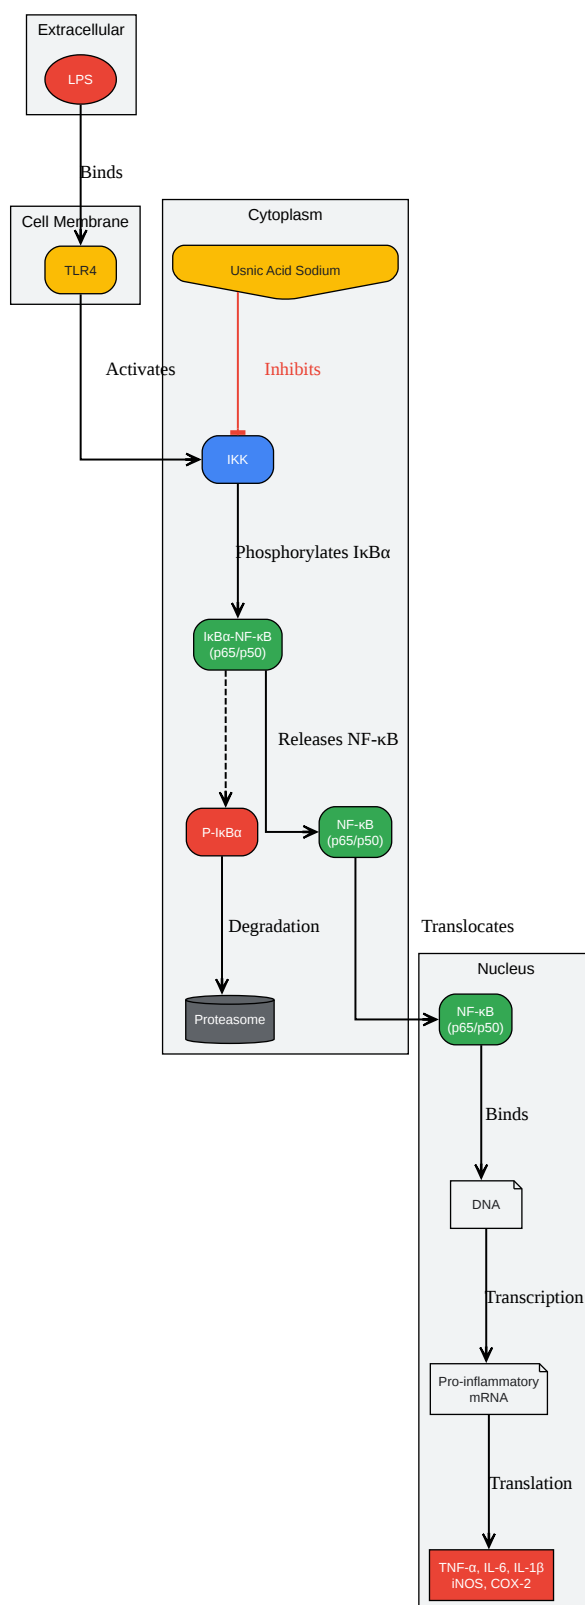 Extracellular
LPS
Binds
Cell Membrane
TLR4
Cytoplasm
Usnic Acid Sodium
Activates
Inhibits
IKK
Phosphorylates IκBα
IκBα-NF-κB
(p65/p50)
Releases NF-κB
P-IκBα
NF-κB
(p65/p50)
Degradation
Translocates
Proteasome
Nucleus
NF-κB
(p65/p50)
Binds
DNA
Transcription
Pro-inflammatory
mRNA
Translation
TNF-α, IL-6, IL-1β
iNOS, COX-2